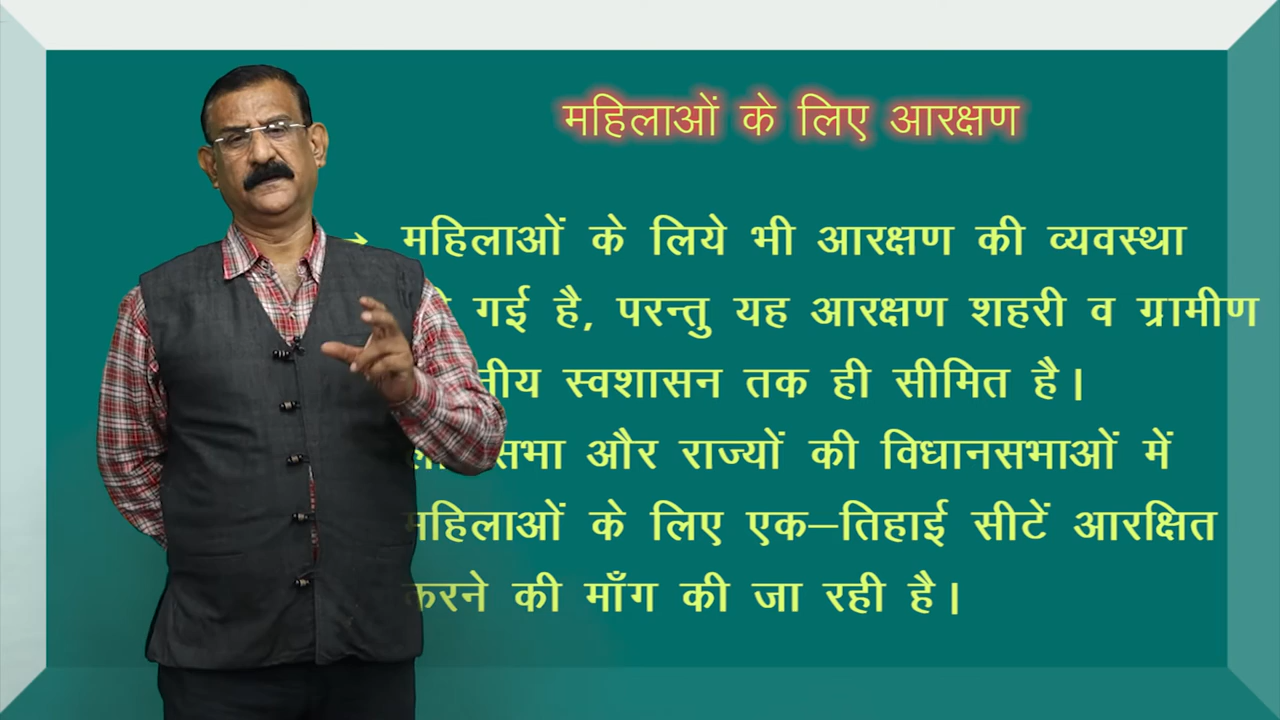 महिलाओं के लिए आरक्षण
→ महिलाओं के लिये भी आरक्षण की व्यवस्था
गई है, परन्तु यह आरक्षण शहरी व ग्रामीण
स्वशासन तक ही सीमित है।
और राज्यों की विधानसभाओं में
महिलाओं के लिए एक–तिहाई सीटें आरक्षित
करने की माँग की जा रही है।